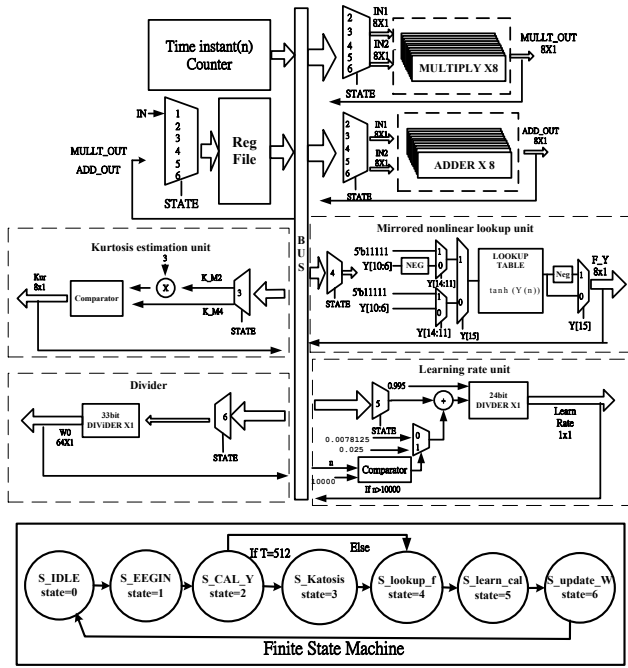 Time instant(n)
Counter
2
3
4
5
6
STATE
IN1
8X1
IN2
8X1
MULTIPLY X8
MULLT_OUT
8X1
IN
MULLT_OUT
ADD_OUT
1
2
3
4
5
6
STATE
Reg
File
2
3
4
5
6
STATE
IN1
8X1
IN2
8X1
ADDER X 8
ADD_OUT
8X1
BUS
Kurtosis estimation unit
3
Kur
8x1
Comparator
X
K_M2
K_M4
3
STATE
Mirrored nonlinear lookup unit
4
STATE
5'b11111
Y[10:6]
NEG
1
0
Y[14:11]
5'b11111
Y[10:6]
1
0
Y[14:11]
1
0
Y[15]
LOOKUP
TABLE
tanh (Y(n))
Neg
1
0
Y[15]
F_Y
8x1
Divider
W0
64X1
33bit
DIViDER X1
6
STATE
Learning rate unit
5
STATE
0.995
+
24bit
DIVDER X1
Learn
Rate
1x1
0.0078125
0.025
0
1
n
10000
Comparator
If n>10000
If T=512
Else
S_IDLE
state=0
S_EEGIN
state=1
S_CAL_Y
state=2
S_Katosis
state=3
S_lookup_f
state=4
S_learn_cal
state=5
S_update_W
state=6
Finite State Machine